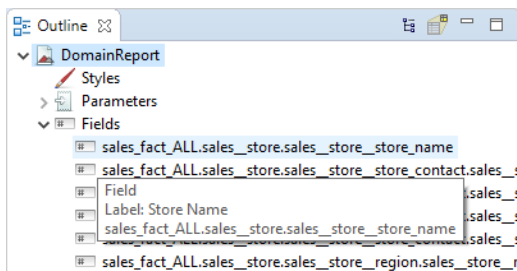 Outline
DomainReport
Styles
Parameters
Fields
sales_fact_ALL.sales__store.sales__store__store_name
sales_fact_ALL.sales__store.sales__store__store_contact.sales__s
Field
Label: Store Name
sales_fact_ALL.sales__store.sales__store__store_name
sales_fact_ALL.sales__store.sales__store__region.sales__store__r